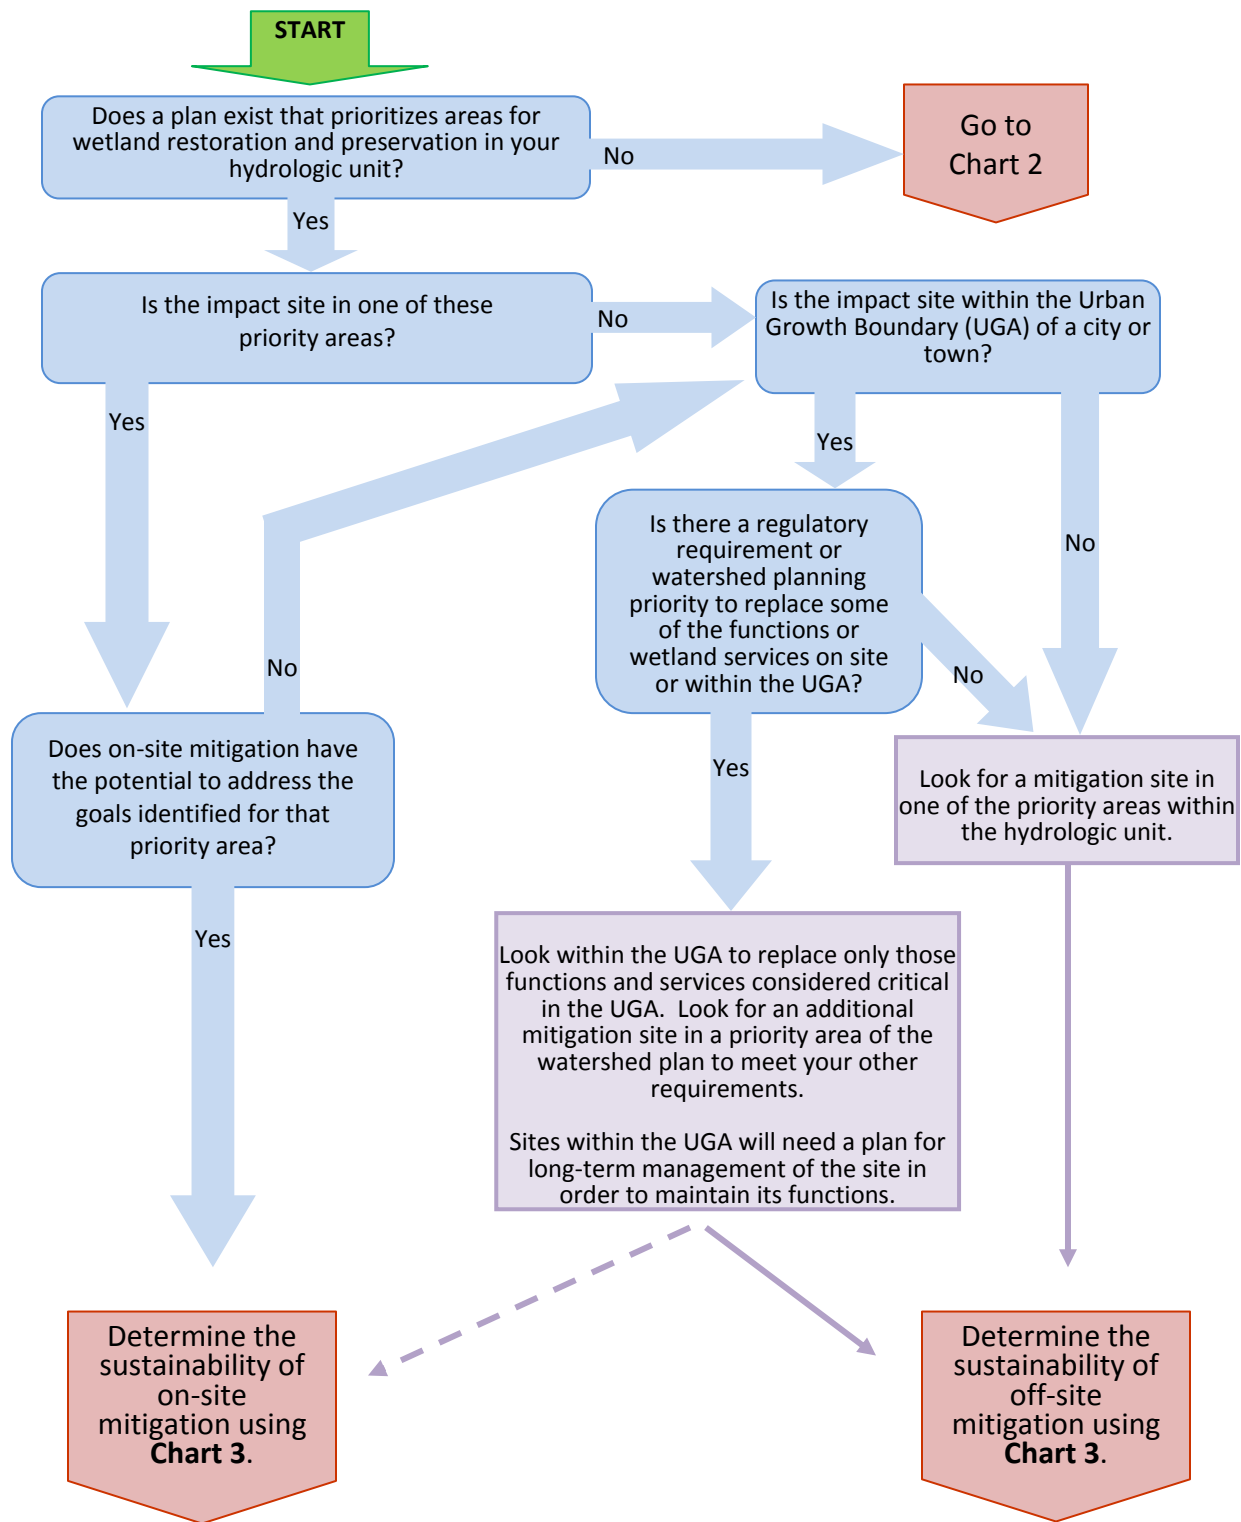 START
Does a plan exist that prioritizes areas for
wetland restoration and preservation in your
hydrologic unit?
No
Go to
Chart 2
Yes
Is the impact site in one of these
priority areas?
No
Is the impact site within the Urban
Growth Boundary (UGA) of a city or
town?
Yes
Yes
No
Is there a regulatory
requirement or
watershed planning
priority to replace some
of the functions or
wetland services on site
or within the UGA?
No
No
Does on-site mitigation have
the potential to address the
goals identified for that
priority area?
Yes
Look for a mitigation site in
one of the priority areas within
the hydrologic unit.
Yes
Look within the UGA to replace only those
functions and services considered critical
in the UGA.  Look for an additional
mitigation site in a priority area of the
watershed plan to meet your other
requirements.
Sites within the UGA will need a plan for
long-term management of the site in
order to maintain its functions.
Determine the
sustainability of
on-site
mitigation using
Chart 3.
Determine the
sustainability of
off-site
mitigation using
Chart 3.